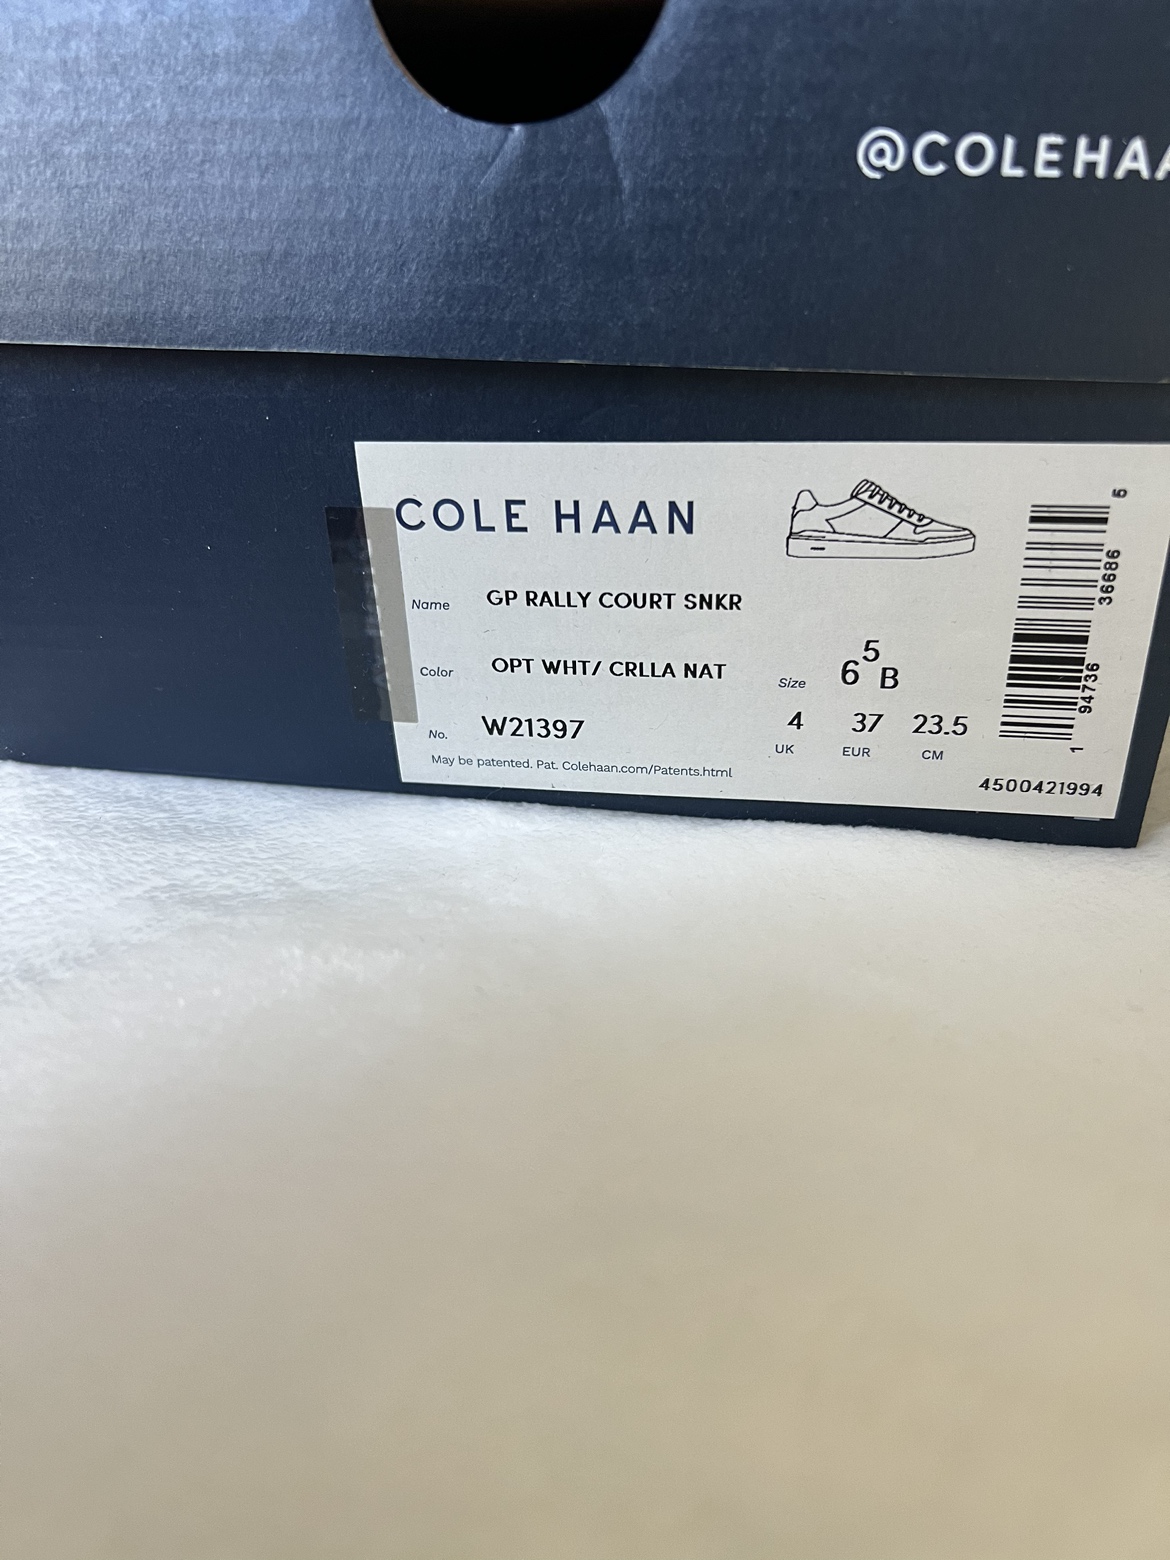 @COLEHAA
COLE HAAN
Name GP RALLY COURT SNKR
Color OPT WHT/ CRLLA NAT
Size 6 5 B
No. W21397
4 37 23.5
UK EUR CM
May be patented. Pat. Colehaan.com/Patents.html
1 94736 36686 5
4500421994